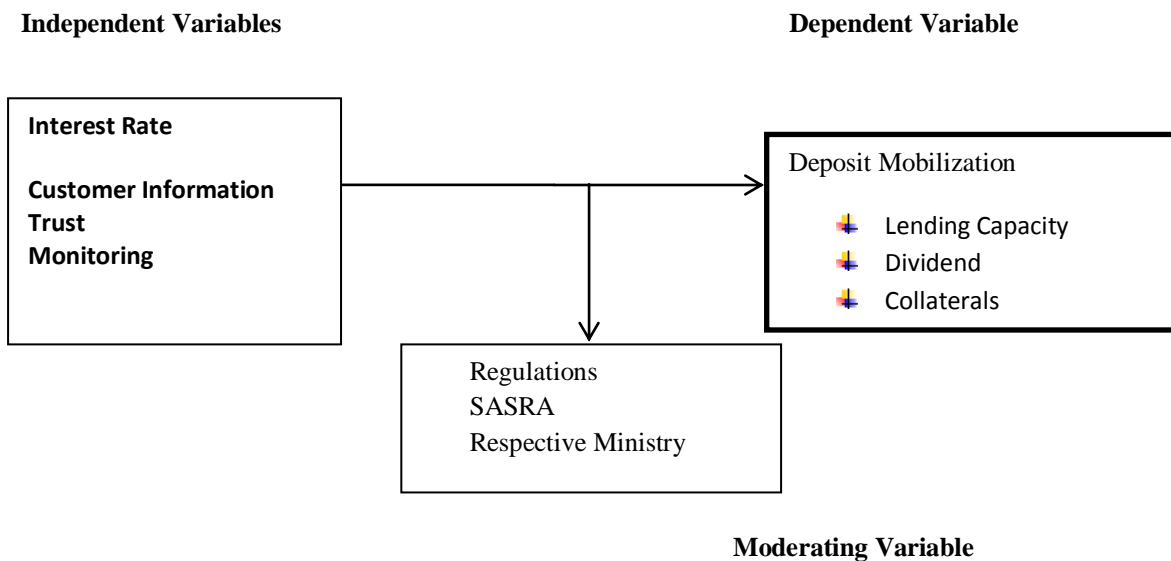 Independent Variables
Dependent Variable
Interest Rate
Customer Information
Trust
Monitoring
Deposit Mobilization
Lending Capacity
Dividend
Collaterals
Regulations
SASRA
Respective Ministry
Moderating Variable